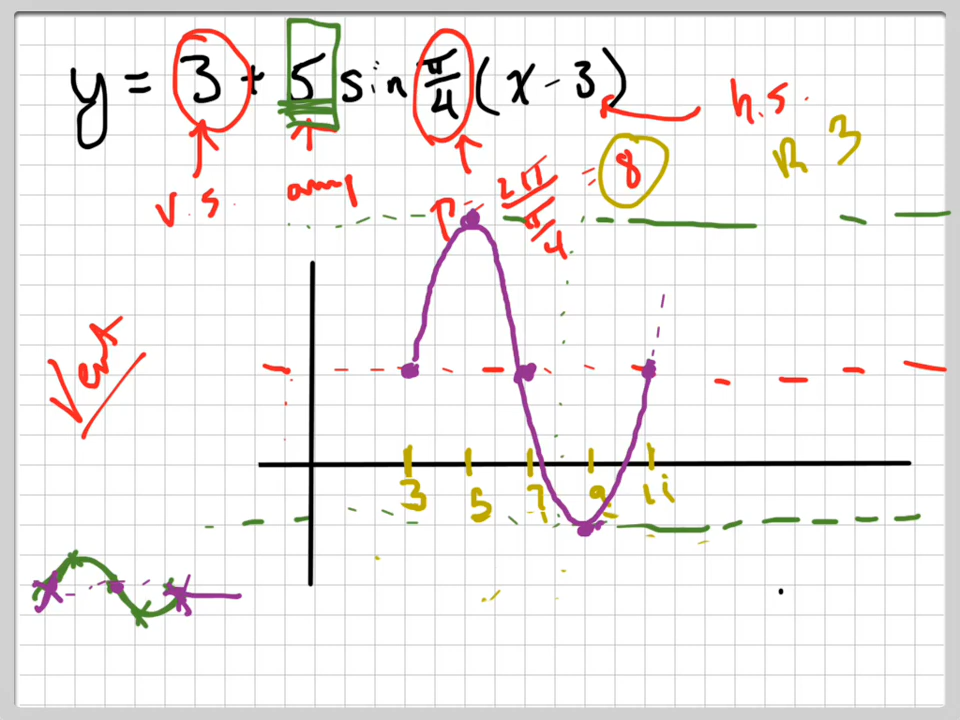 y = 3 + 5 sin π/4 (x - 3)
h.s.
R 3
v.s.
amp
P = 2π / π/4 = 8
Vert
3 5 7 9 11